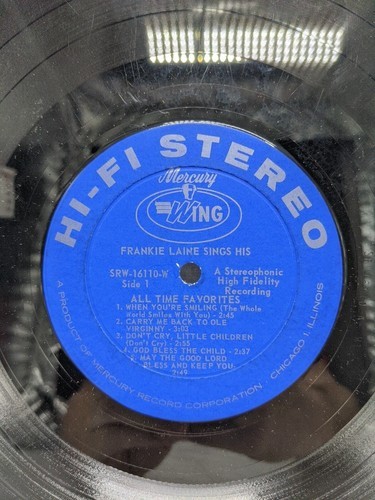 HI-FI STEREO
Mercury
WING
FRANKIE LAINE SINGS HIS
SRW-16110-W
Side 1
A Stereophonic
High Fidelity
Recording
ALL TIME FAVORITES
1. WHEN YOU'RE SMILING (The Whole
World Smiles With You) - 2:45
2. CARRY ME BACK TO OLE
VIRGINNY - 3:02
3. DON'T CRY, LITTLE CHILDREN
(Don't Cry) - 2:55
4. GOD BLESS THE CHILD - 2:37
5. MAY THE GOOD LORD
BLESS AND KEEP YOU
2:49
A PRODUCT OF MERCURY RECORD CORPORATION CHICAGO ILLINOIS